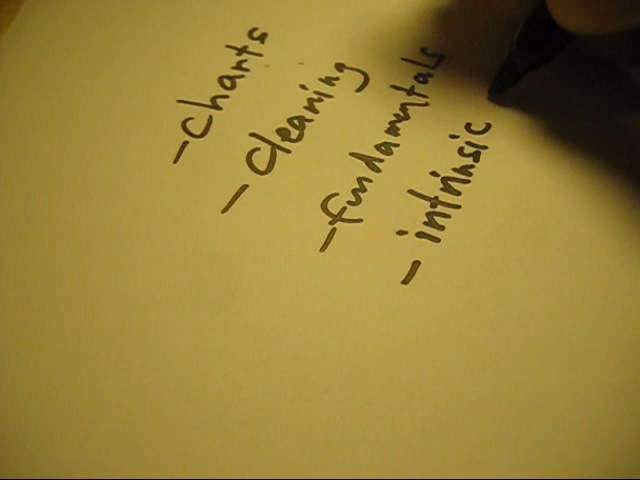 - charts
- cleaning
- fundamentals
- intrinsic